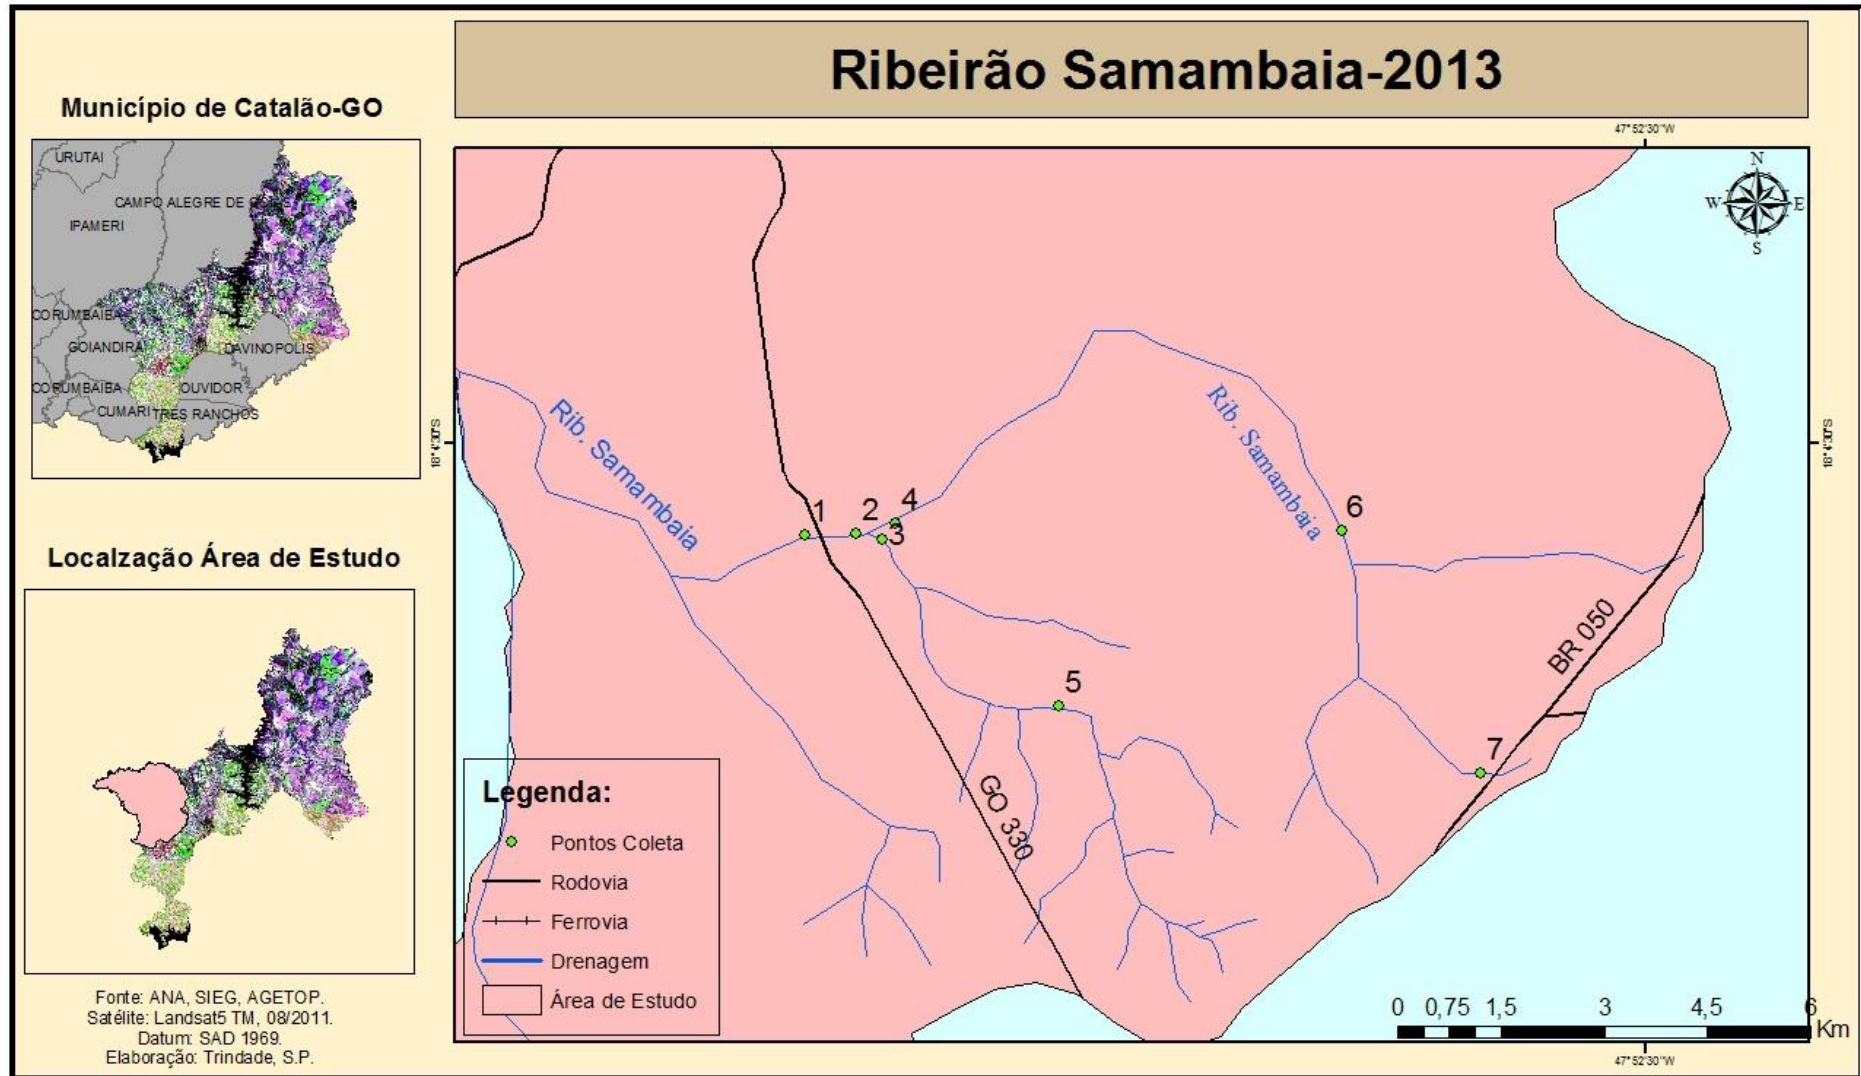 Ribeirão Samambaia-2013
Município de Catalão-GO
URUTAI
CAMPO ALEGRE DE
IPAMERI
CORUMBAIBA
GOIANDIRA
DAVINOPOLIS
CORUMBAIBA
OUVIDOR
CUMARI
TRES RANCHOS
Localzação Área de Estudo
Fonte: ANA, SIEG, AGETOP.
Satélite: Landsat5 TM, 08/2011.
Datum: SAD 1969.
Elaboração: Trindade, S.P.
47°52'30"W
N
W
E
S
18°4'30"S
18°4'30"S
Rib. Samambaia
Rib. Samambaia
1
2
4
3
6
5
7
BR 050
GO 330
Legenda:
Pontos Coleta
Rodovia
Ferrovia
Drenagem
Área de Estudo
0 0,75 1,5 3 4,5 6
Km
47°52'30"W